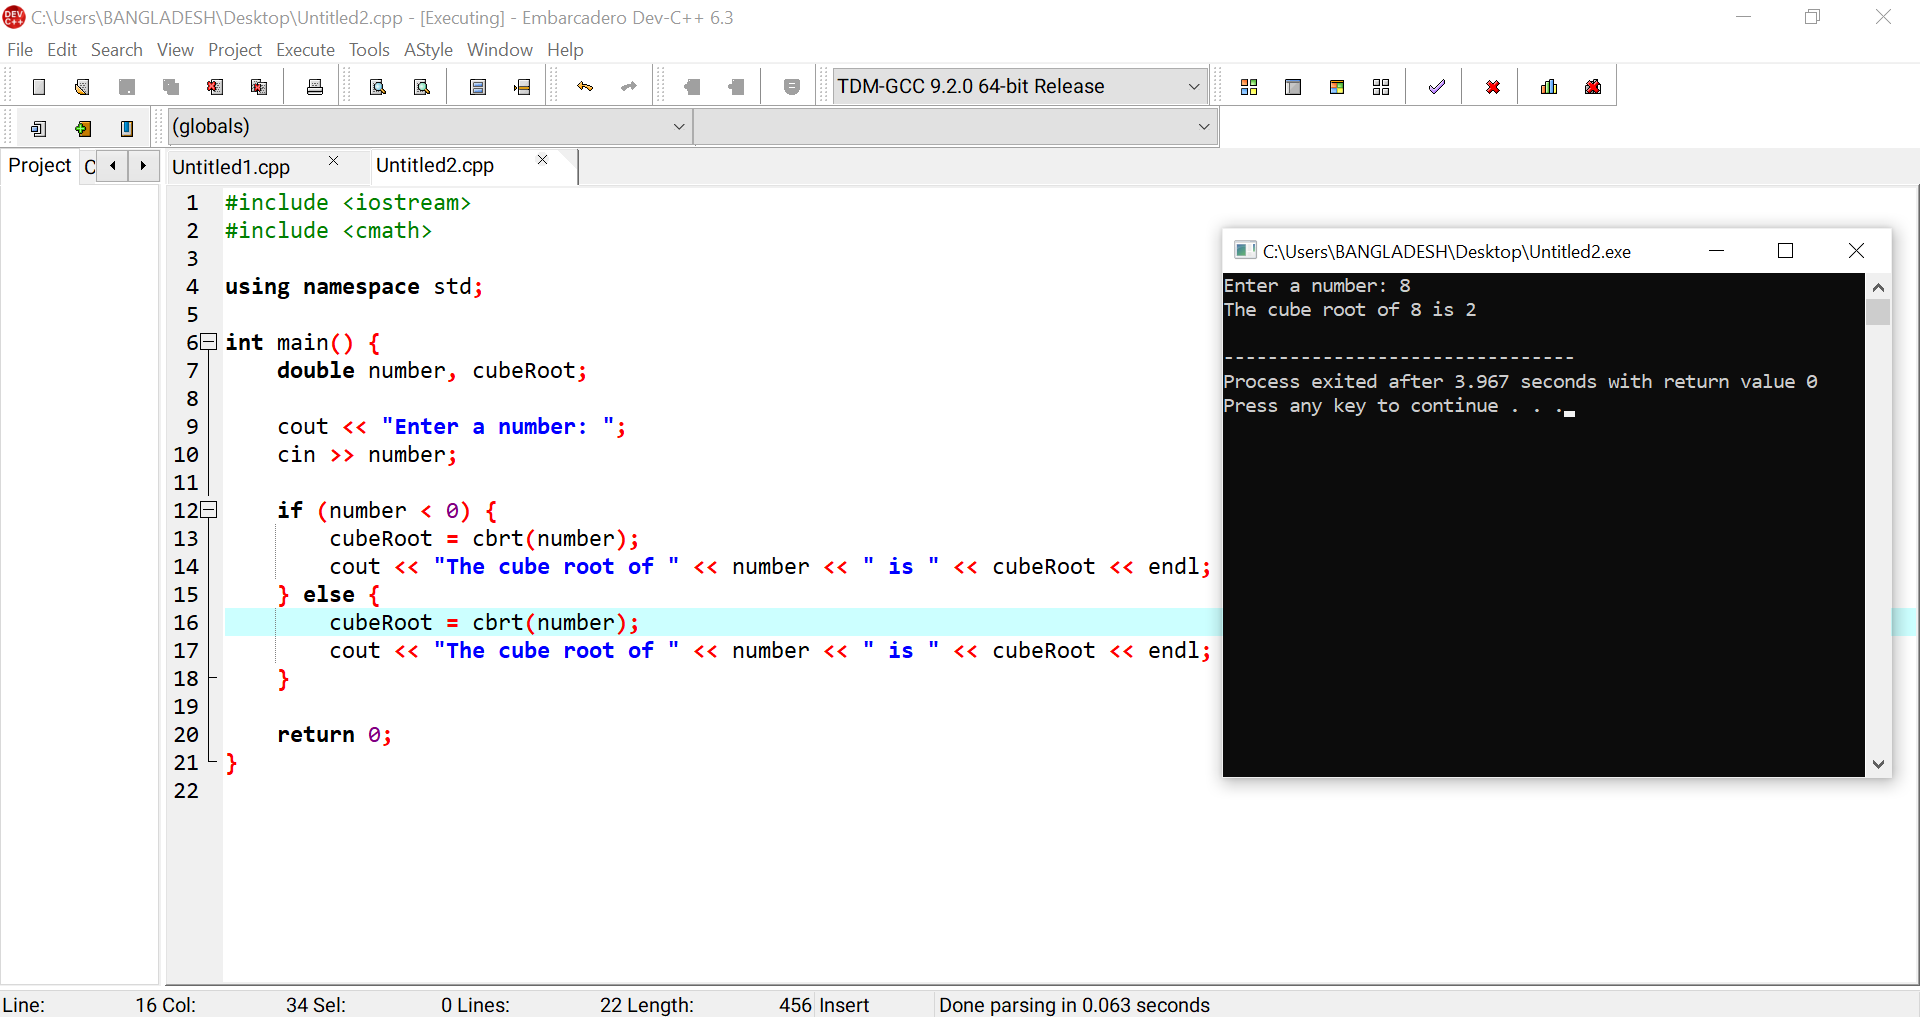 DEV C++ C:\Users\BANGLADESH\Desktop\Untitled2.cpp - [Executing] - Embarcadero Dev-C++ 6.3
File Edit Search View Project Execute Tools AStyle Window Help
TDM-GCC 9.2.0 64-bit Release
(globals)
Project C Untitled1.cpp Untitled2.cpp
1 #include <iostream>
2 #include <cmath>
3
4 using namespace std;
5
6 int main() {
7 double number, cubeRoot;
8
9 cout << "Enter a number: ";
10 cin >> number;
11
12 if (number < 0) {
13 cubeRoot = cbrt(number);
14 cout << "The cube root of " << number << " is " << cubeRoot << endl;
15 } else {
16 cubeRoot = cbrt(number);
17 cout << "The cube root of " << number << " is " << cubeRoot << endl;
18 }
19
20 return 0;
21 }
22
C:\Users\BANGLADESH\Desktop\Untitled2.exe
Enter a number: 8
The cube root of 8 is 2
--------------------------------
Process exited after 3.967 seconds with return value 0
Press any key to continue . . .
Line: 16 Col: 34 Sel: 0 Lines: 22 Length: 456 Insert Done parsing in 0.063 seconds